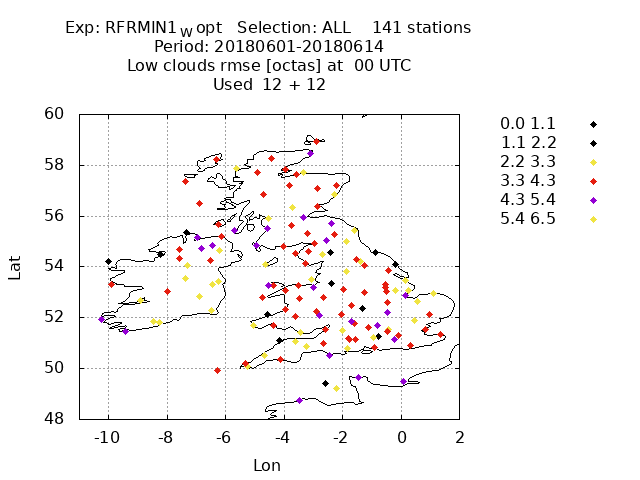 Exp: RFRMIN1wopt Selection: ALL 141 stations
Period: 20180601-20180614
Low clouds rmse [octas] at 00 UTC
Used 12 + 12
60
58
56
54
52
50
48
Lat
-10 -8 -6 -4 -2 0 2
Lon
0.0 1.1
1.1 2.2
2.2 3.3
3.3 4.3
4.3 5.4
5.4 6.5